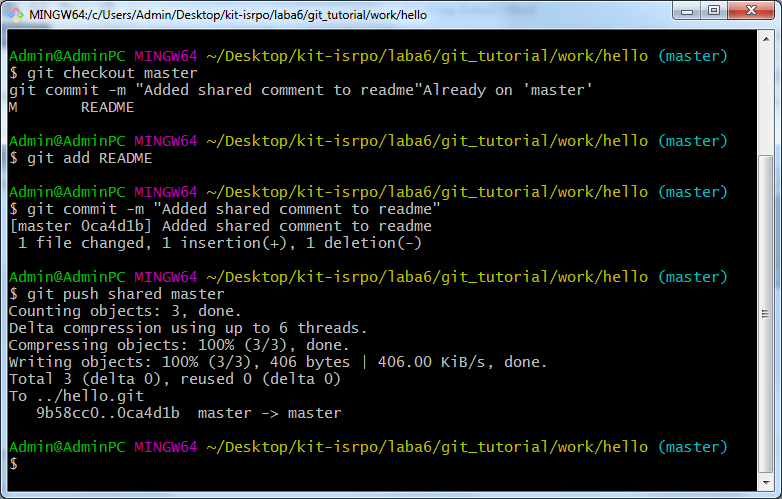 MINGW64:/c/Users/Admin/Desktop/kit-isrpo/laba6/git_tutorial/work/hello
Admin@AdminPC MINGW64 ~/Desktop/kit-isrpo/laba6/git_tutorial/work/hello (master)
$ git checkout master
git commit -m "Added shared comment to readme"Already on 'master'
M       README
Admin@AdminPC MINGW64 ~/Desktop/kit-isrpo/laba6/git_tutorial/work/hello (master)
$ git add README
Admin@AdminPC MINGW64 ~/Desktop/kit-isrpo/laba6/git_tutorial/work/hello (master)
$ git commit -m "Added shared comment to readme"
[master 0ca4d1b] Added shared comment to readme
 1 file changed, 1 insertion(+), 1 deletion(-)
Admin@AdminPC MINGW64 ~/Desktop/kit-isrpo/laba6/git_tutorial/work/hello (master)
$ git push shared master
Counting objects: 3, done.
Delta compression using up to 6 threads.
Compressing objects: 100% (3/3), done.
Writing objects: 100% (3/3), 406 bytes | 406.00 KiB/s, done.
Total 3 (delta 0), reused 0 (delta 0)
To ../hello.git
   9b58cc0..0ca4d1b  master -> master
Admin@AdminPC MINGW64 ~/Desktop/kit-isrpo/laba6/git_tutorial/work/hello (master)
$